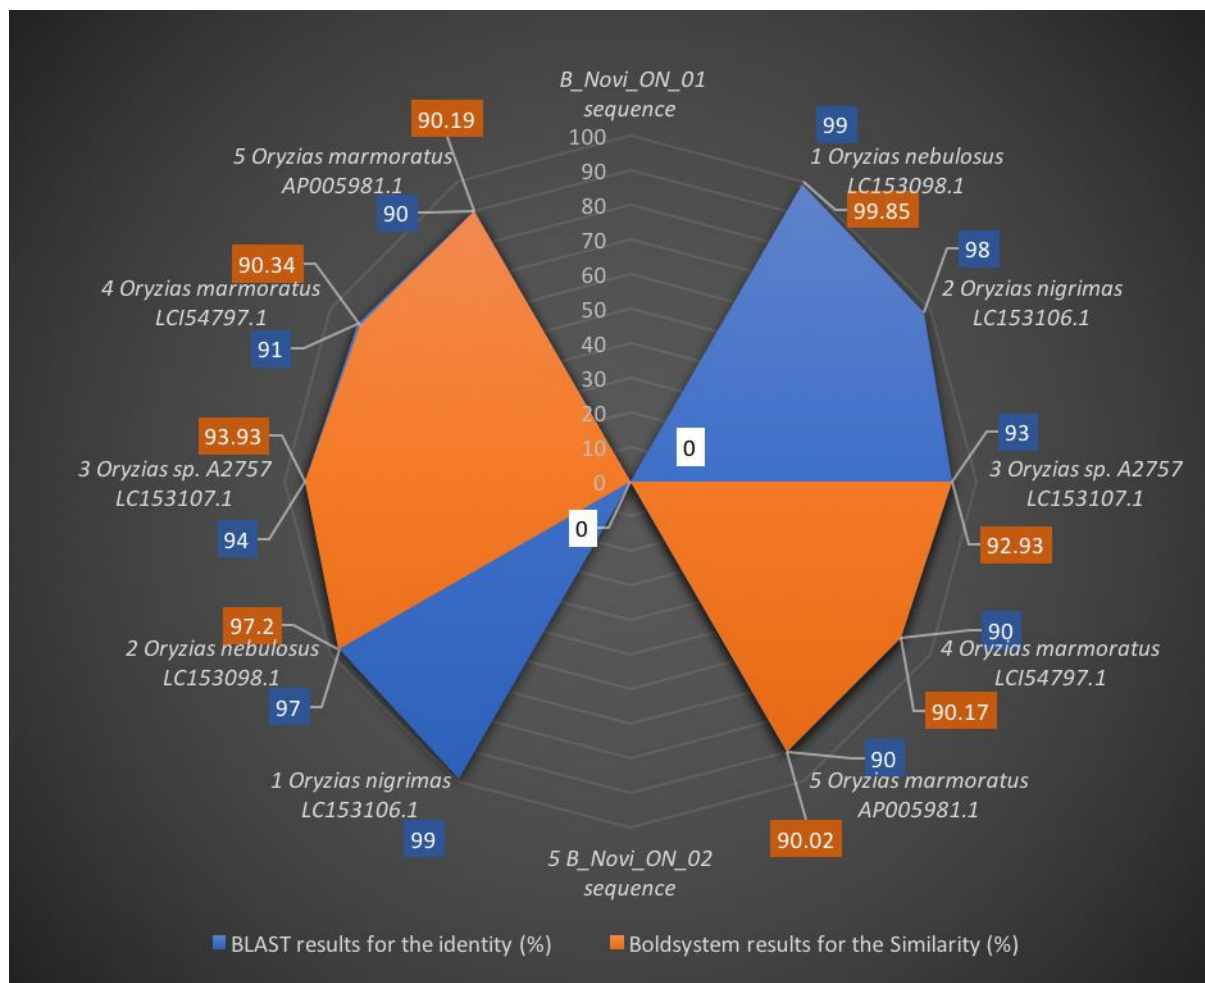 B_Novi_ON_01
sequence
90.19
99
5 Oryzias marmoratus
AP005981.1
100
1 Oryzias nebulosus
LC153098.1
90
90
99.85
80
90.34
98
4 Oryzias marmoratus
LCI54797.1
70
2 Oryzias nigrimas
LC153106.1
60
91
50
40
93.93
30
93
20
3 Oryzias sp. A2757
LC153107.1
10
0
3 Oryzias sp. A2757
LC153107.1
0
94
0
92.93
97.2
90
2 Oryzias nebulosus
LC153098.1
4 Oryzias marmoratus
LCI54797.1
97
90.17
90
1 Oryzias nigrimas
LC153106.1
5 Oryzias marmoratus
AP005981.1
99
90.02
5 B_Novi_ON_02
sequence
BLAST results for the identity (%)
Boldsystem results for the Similarity (%)